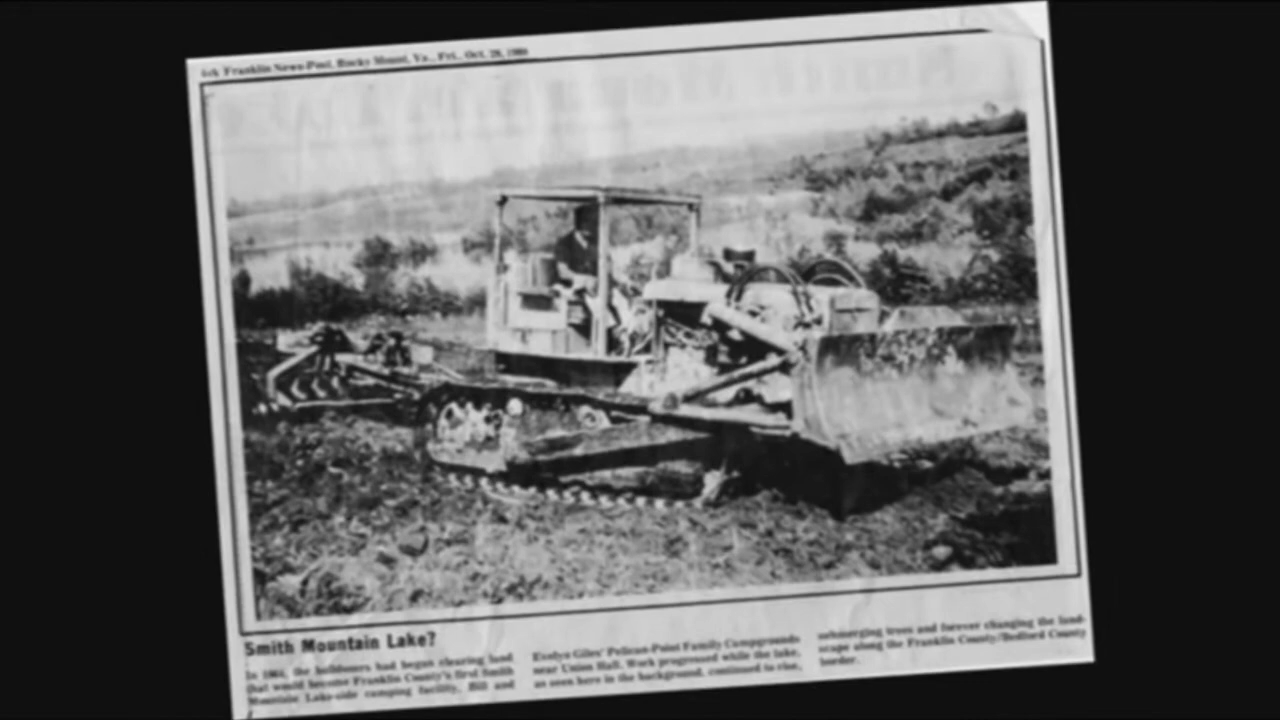 Franklin News-Post, Rocky Mount, Va., Fri., Oct. 28,
Smith Mountain Lake?
In 1964, the bulldozers had begun clearing land
that would become Franklin County's first Smith
Mountain Lake-side camping facility, Bill and
Evelyn Giles' Pelican-Point Family Campgrounds
near Union Hall. Work progressed while the lake,
as seen here in the background, continued to rise,
submerging trees and forever changing the land-
scape along the Franklin County/Bedford County
border.